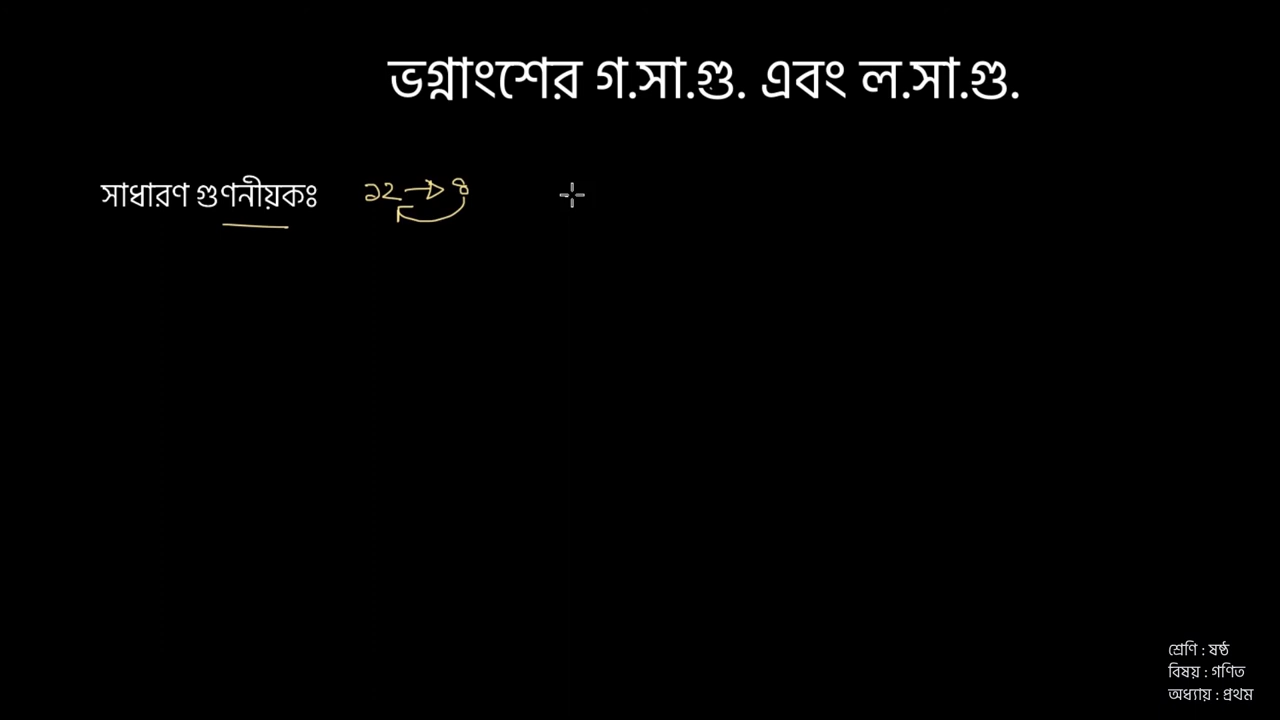 ভগ্নাংশের গ.সা.গু. এবং ল.সা.গু.
সাধারণ গুণনীয়কঃ ১২ → ৪
শ্রেণি : ষষ্ঠ
বিষয় : গণিত
অধ্যায় : প্রথম